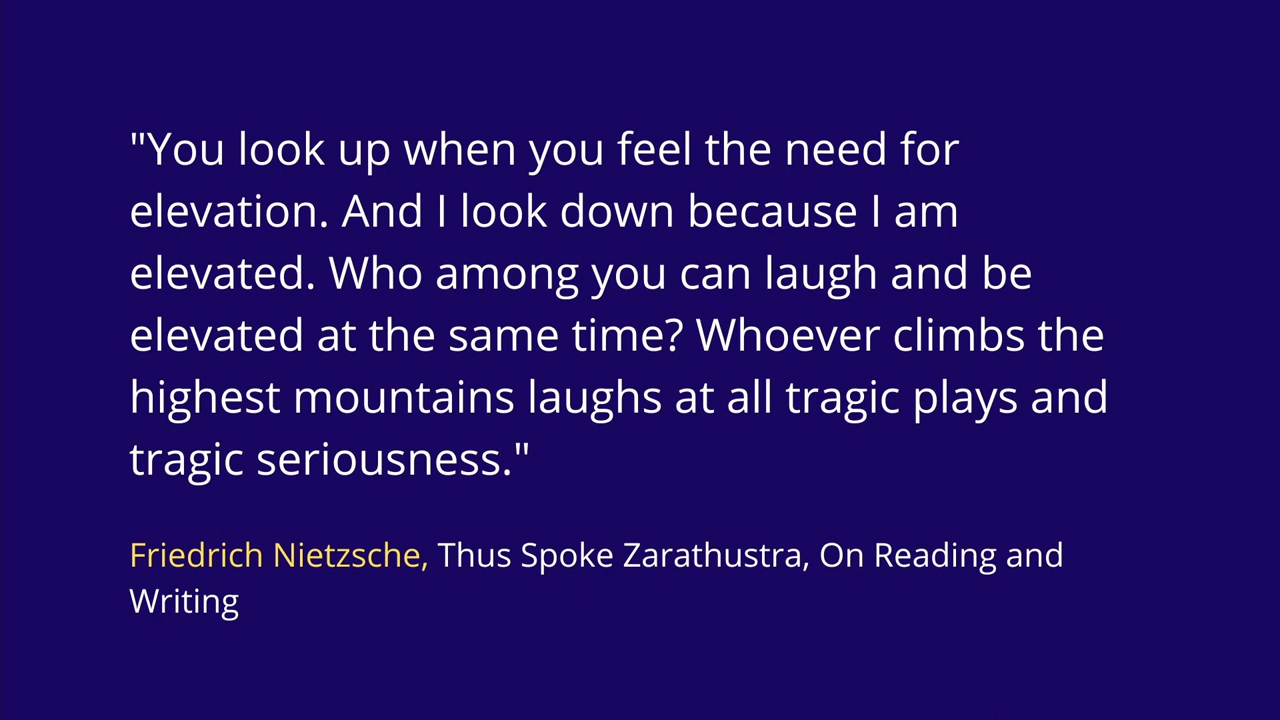 "You look up when you feel the need for
elevation. And I look down because I am
elevated. Who among you can laugh and be
elevated at the same time? Whoever climbs the
highest mountains laughs at all tragic plays and
tragic seriousness."
Friedrich Nietzsche, Thus Spoke Zarathustra, On Reading and
Writing